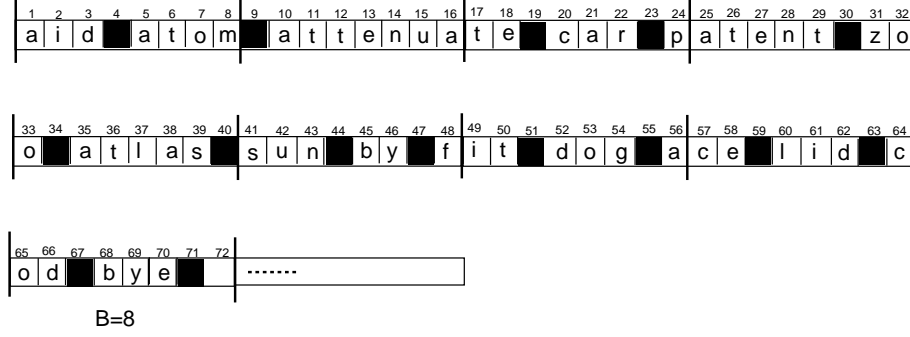 1 2 3 4 5 6 7 8 9 10 11 12 13 14 15 16 17 18 19 20 21 22 23 24 25 26 27 28 29 30 31 32
a i d a t o m a t t e n u a t e c a r p a t e n t z o
33 34 35 36 37 38 39 40 41 42 43 44 45 46 47 48 49 50 51 52 53 54 55 56 57 58 59 60 61 62 63 64
o a t l a s s u n b y f i t d o g a c e l i d c
65 66 67 68 69 70 71 72
o d b y e .......
B=8